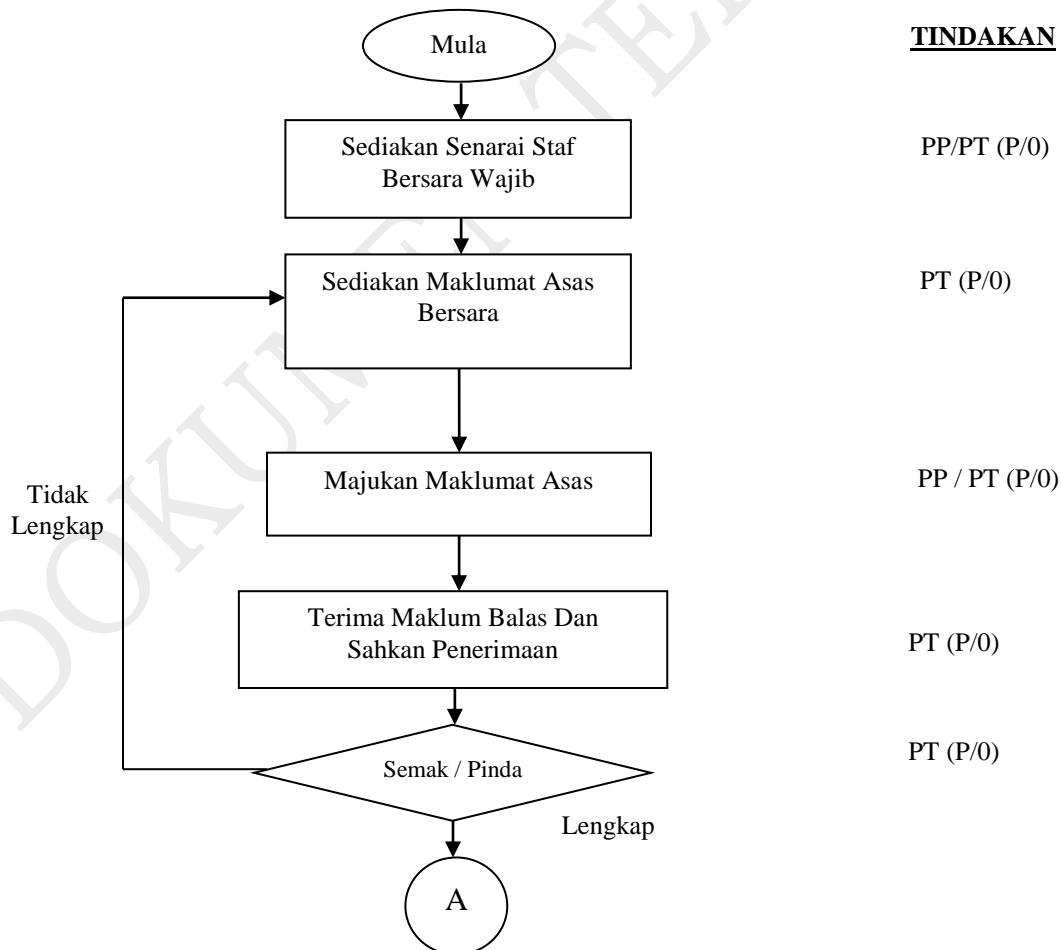 Mula
TINDAKAN
Sediakan Senarai Staf
Bersara Wajib
PP/PT (P/0)
Sediakan Maklumat Asas
Bersara
PT (P/0)
Majukan Maklumat Asas
PP / PT (P/0)
Tidak
Lengkap
Terima Maklum Balas Dan
Sahkan Penerimaan
PT (P/0)
Semak / Pinda
PT (P/0)
Lengkap
A
DOKUMEN